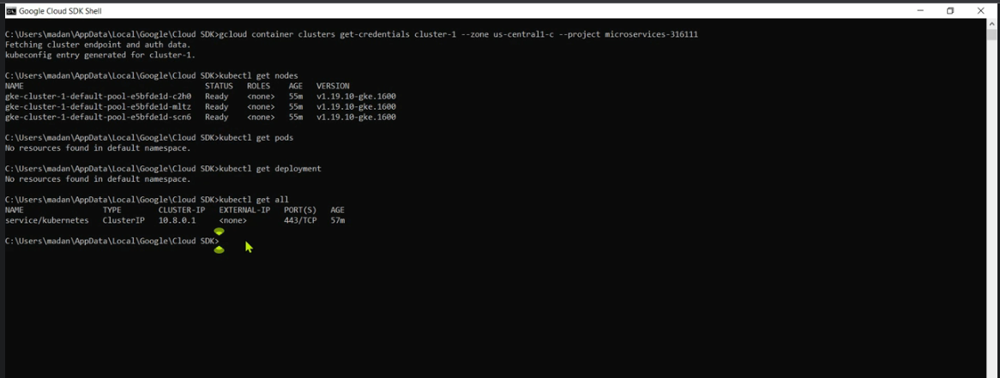 Google Cloud SDK Shell
C:\Users\madan\AppData\Local\Google\Cloud SDK>gcloud container clusters get-credentials cluster-1 --zone us-central1-c --project microservices-316111
Fetching cluster endpoint and auth data.
kubeconfig entry generated for cluster-1.
C:\Users\madan\AppData\Local\Google\Cloud SDK>kubectl get nodes
NAME STATUS ROLES AGE VERSION
gke-cluster-1-default-pool-e5bfde1d-c2h0 Ready <none> 55m v1.19.10-gke.1600
gke-cluster-1-default-pool-e5bfde1d-mltz Ready <none> 55m v1.19.10-gke.1600
gke-cluster-1-default-pool-e5bfde1d-scn6 Ready <none> 55m v1.19.10-gke.1600
C:\Users\madan\AppData\Local\Google\Cloud SDK>kubectl get pods
No resources found in default namespace.
C:\Users\madan\AppData\Local\Google\Cloud SDK>kubectl get deployment
No resources found in default namespace.
C:\Users\madan\AppData\Local\Google\Cloud SDK>kubectl get all
NAME TYPE CLUSTER-IP EXTERNAL-IP PORT(S) AGE
service/kubernetes ClusterIP 10.8.0.1 <none> 443/TCP 57m
C:\Users\madan\AppData\Local\Google\Cloud SDK>